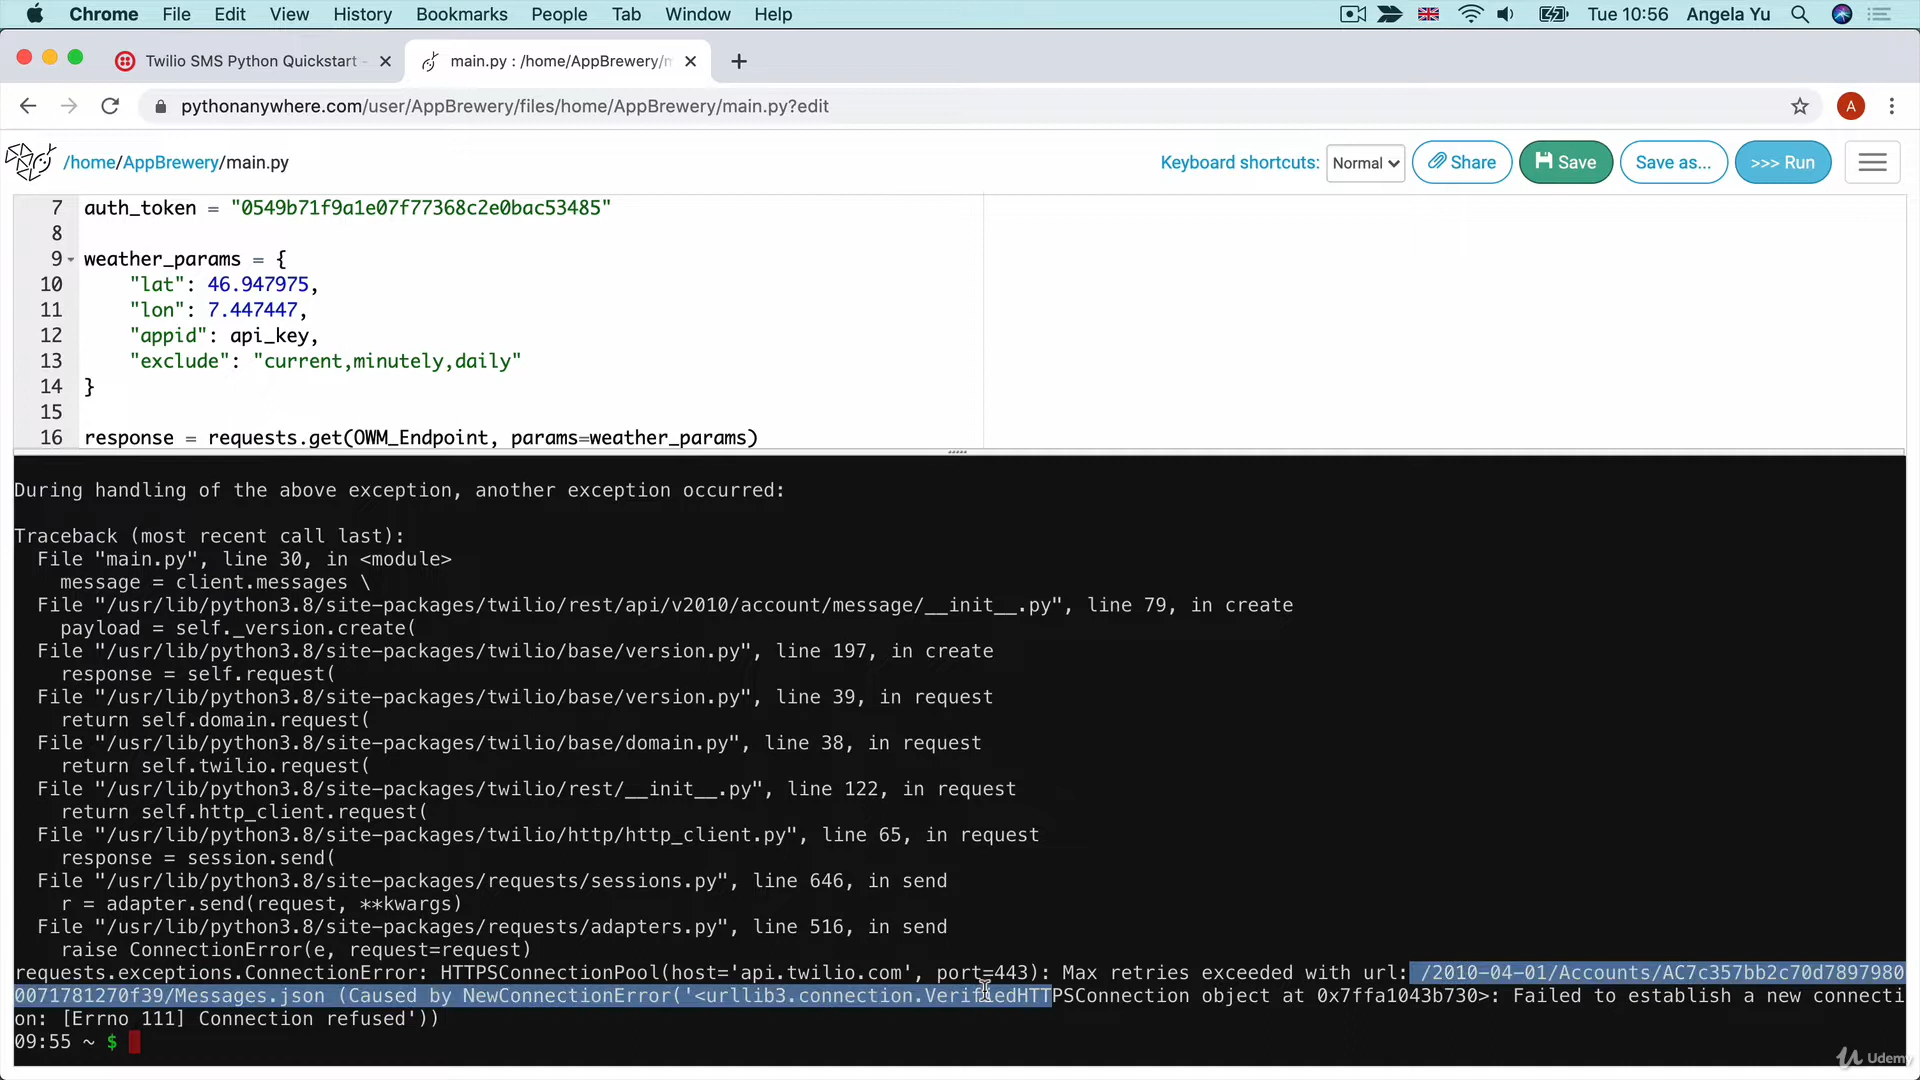 Chrome File Edit View History Bookmarks People Tab Window Help Tue 10:56 Angela Yu
Twilio SMS Python Quickstart - main.py : /home/AppBrewery/m
pythonanywhere.com/user/AppBrewery/files/home/AppBrewery/main.py?edit A
/home/AppBrewery/main.py Keyboard shortcuts: Normal Share Save Save as... >>> Run
7 auth_token = "0549b71f9a1e07f77368c2e0bac53485"
8
9 weather_params = {
10 "lat": 46.947975,
11 "lon": 7.447447,
12 "appid": api_key,
13 "exclude": "current,minutely,daily"
14 }
15
16 response = requests.get(OWM_Endpoint, params=weather_params)
During handling of the above exception, another exception occurred:
Traceback (most recent call last):
File "main.py", line 30, in <module>
message = client.messages \
File "/usr/lib/python3.8/site-packages/twilio/rest/api/v2010/account/message/__init__.py", line 79, in create
payload = self._version.create(
File "/usr/lib/python3.8/site-packages/twilio/base/version.py", line 197, in create
response = self.request(
File "/usr/lib/python3.8/site-packages/twilio/base/version.py", line 39, in request
return self.domain.request(
File "/usr/lib/python3.8/site-packages/twilio/base/domain.py", line 38, in request
return self.twilio.request(
File "/usr/lib/python3.8/site-packages/twilio/rest/__init__.py", line 122, in request
return self.http_client.request(
File "/usr/lib/python3.8/site-packages/twilio/http/http_client.py", line 65, in request
response = session.send(
File "/usr/lib/python3.8/site-packages/requests/sessions.py", line 646, in send
r = adapter.send(request, **kwargs)
File "/usr/lib/python3.8/site-packages/requests/adapters.py", line 516, in send
raise ConnectionError(e, request=request)
requests.exceptions.ConnectionError: HTTPSConnectionPool(host='api.twilio.com', port=443): Max retries exceeded with url: /2010-04-01/Accounts/AC7c357bb2c70d7897980
0071781270f39/Messages.json (Caused by NewConnectionError('<urllib3.connection.VerifiedHTTPSConnection object at 0x7ffa1043b730>: Failed to establish a new connecti
on: [Errno 111] Connection refused'))
09:55 ~ $
Udemy